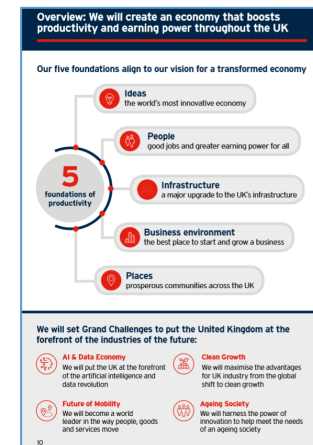 Overview: We will create an economy that boosts
productivity and earning power throughout the UK
Our five foundations align to our vision for a transformed economy
Ideas
the world's most innovative economy
People
good jobs and greater earning power for all
5
foundations of
productivity
Infrastructure
a major upgrade to the UK's infrastructure
Business environment
the best place to start and grow a business
Places
prosperous communities across the UK
We will set Grand Challenges to put the United Kingdom at the
forefront of the industries of the future:
AI & Data Economy
We will put the UK at the forefront
of the artificial intelligence and
data revolution
Clean Growth
We will maximise the advantages
for UK industry from the global
shift to clean growth
Future of Mobility
We will become a world
leader in the way people, goods
and services move
Ageing Society
We will harness the power of
innovation to help meet the needs
of an ageing society
10